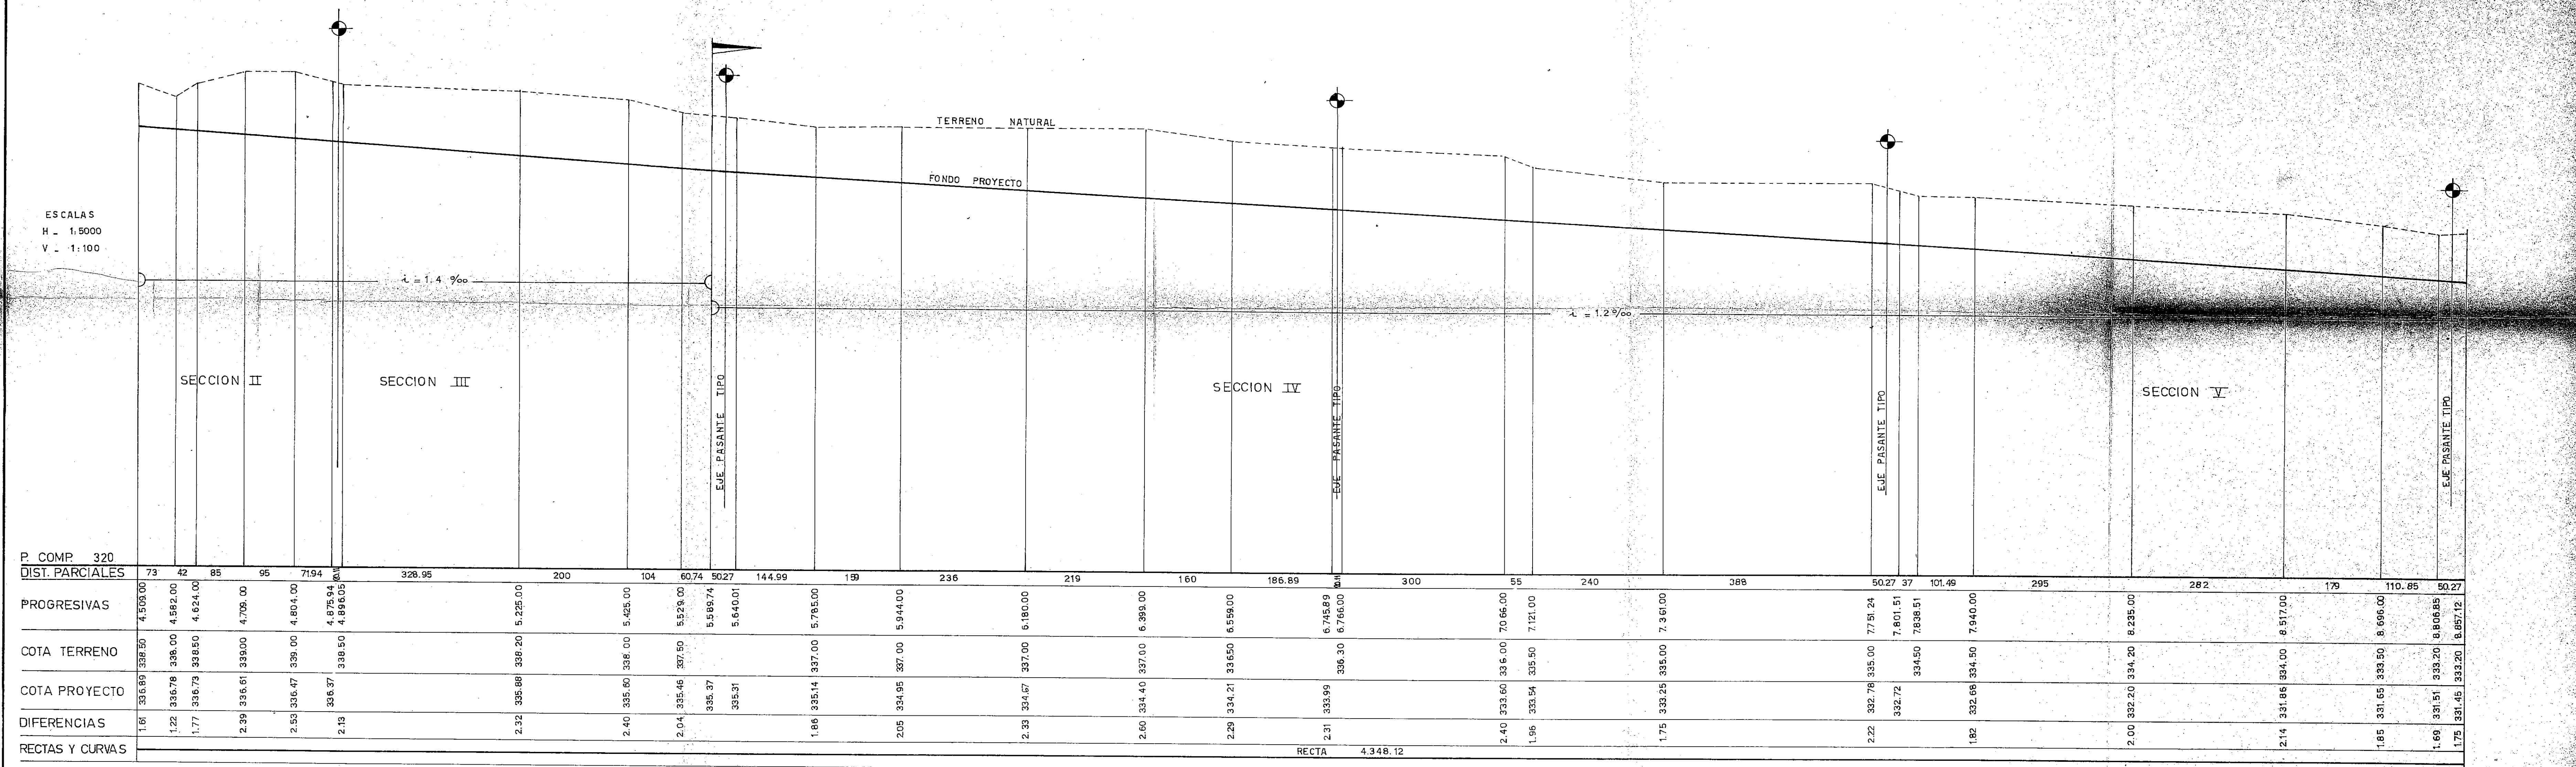 TERRENO NATURAL
FONDO PROYECTO
ESCALAS
H _ 1:5000
V _ 1:100
i = 1.4 ‰
i = 1.2 ‰
SECCION II
SECCION III
SECCION IV
SECCION V
EJE PASANTE TIPO
EJE PASANTE TIPO
EJE PASANTE TIPO
EJE PASANTE TIPO
P. COMP. 320
DIST. PARCIALES 73 42 85 95 71.94 20.11 328.95 200 104 60.74 50.27 144.99 159 236 219 160 186.89 20.11 300 55 240 388 50.27 37 101.49 295 282 179 110.85 50.27
PROGRESIVAS 4.509.00 4.582.00 4.624.00 4.709.00 4.804.00 4.875.94 4.896.05 5.225.00 5.425.00 5.529.00 5.589.74 5.640.01 5.785.00 5.944.00 6.180.00 6.399.00 6.559.00 6.745.89 6.766.00 7.066.00 7.121.00 7.361.00 7.751.24 7.801.51 7.838.51 7.940.00 8.235.00 8.517.00 8.696.00 8.806.85 8.857.12
COTA TERRENO 338.50 338.00 338.50 339.00 339.00 338.50 338.20 338.00 337.50 337.00 337.00 337.00 337.00 336.50 336.30 336.00 335.50 335.00 335.00 334.50 334.50 334.20 334.00 333.50 333.20 333.20
COTA PROYECTO 336.89 336.78 336.73 336.61 336.47 336.37 335.88 335.60 335.46 335.37 335.31 335.14 334.95 334.67 334.40 334.21 333.99 333.60 333.54 333.25 332.78 332.72 332.68 332.20 331.86 331.65 331.51 331.45
DIFERENCIAS 1.61 1.22 1.77 2.39 2.53 2.13 2.32 2.40 2.04 1.86 2.05 2.33 2.60 2.29 2.31 2.40 1.96 1.75 2.22 1.82 2.00 2.14 1.85 1.69 1.75
RECTAS Y CURVAS RECTA 4.348.12